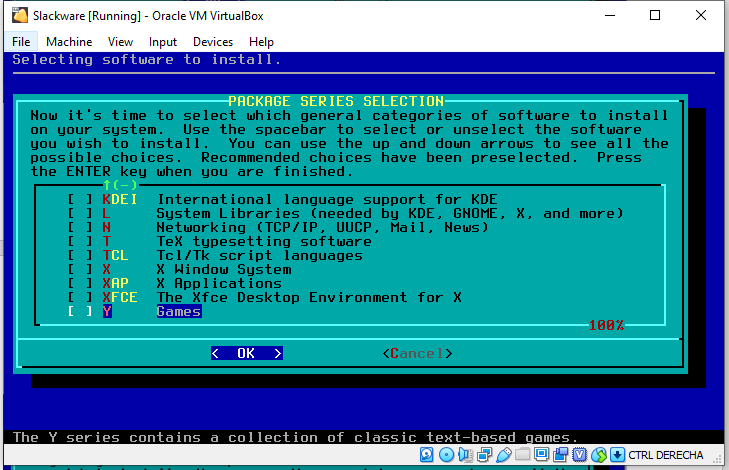 Slackware [Running] - Oracle VM VirtualBox
File Machine View Input Devices Help
Selecting software to install.
PACKAGE SERIES SELECTION
Now it's time to select which general categories of software to install
on your system. Use the spacebar to select or unselect the software
you wish to install. You can use the up and down arrows to see all the
possible choices. Recommended choices have been preselected. Press
the ENTER key when you are finished.
↑(-)
[ ] KDEI International language support for KDE
[ ] L System Libraries (needed by KDE, GNOME, X, and more)
[ ] N Networking (TCP/IP, UUCP, Mail, News)
[ ] T TeX typesetting software
[ ] TCL Tcl/Tk script languages
[ ] X X Window System
[ ] XAP X Applications
[ ] XFCE The Xfce Desktop Environment for X
[ ] Y Games
100%
< OK > <Cancel>
The Y series contains a collection of classic text-based games.
CTRL DERECHA